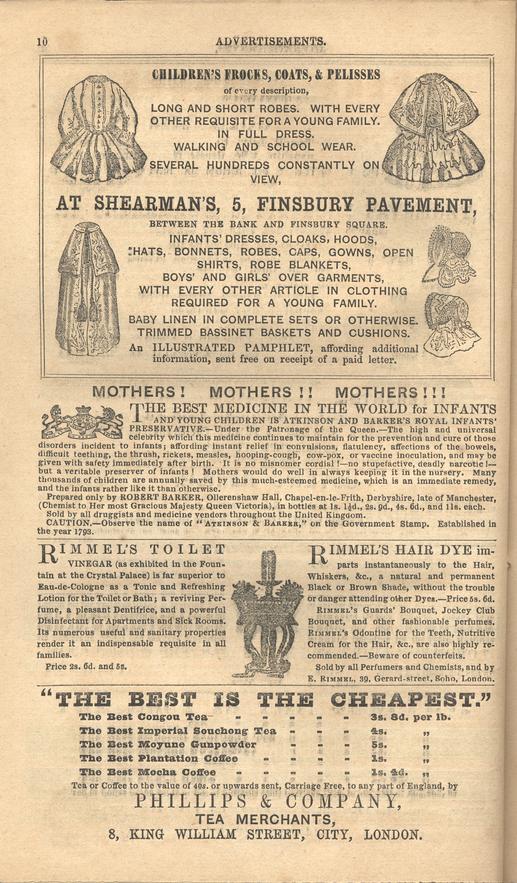 10
ADVERTISEMENTS.
CHILDREN'S FROCKS, COATS, & PELISSES
of every description,
LONG AND SHORT ROBES. WITH EVERY
OTHER REQUISITE FOR A YOUNG FAMILY.
IN FULL DRESS.
WALKING AND SCHOOL WEAR.
SEVERAL HUNDREDS CONSTANTLY ON
VIEW,
AT SHEARMAN'S, 5, FINSBURY PAVEMENT,
BETWEEN THE BANK AND FINSBURY SQUARE.
INFANTS' DRESSES, CLOAKS, HOODS,
HATS, BONNETS, ROBES, CAPS, GOWNS, OPEN
SHIRTS, ROBE BLANKETS,
BOYS' AND GIRLS' OVER GARMENTS,
WITH EVERY OTHER ARTICLE IN CLOTHING
REQUIRED FOR A YOUNG FAMILY.
BABY LINEN IN COMPLETE SETS OR OTHERWISE.
TRIMMED BASSINET BASKETS AND CUSHIONS.
An ILLUSTRATED PAMPHLET, affording additional
information, sent free on receipt of a paid letter.
MOTHERS! MOTHERS!! MOTHERS!!!
THE BEST MEDICINE IN THE WORLD for INFANTS
AND YOUNG CHILDREN IS ATKINSON AND BARKER'S ROYAL INFANTS'
PRESERVATIVE.—Under the Patronage of the Queen.—The high and universal
celebrity which this medicine continues to maintain for the prevention and cure of those
disorders incident to infants; affording instant relief in convulsions, flatulency, affections of the bowels,
difficult teething, the thrush, rickets, measles, hooping-cough, cow-pox, or vaccine inoculation, and may be
given with safety immediately after birth. It is no misnomer cordial!—no stupefactive, deadly narcotic!—
but a veritable preserver of infants! Mothers would do well in always keeping it in the nursery. Many
thousands of children are annually saved by this much-esteemed medicine, which is an immediate remedy,
and the infants rather like it than otherwise.
Prepared only by ROBERT BARKER, Ollerenshaw Hall, Chapel-en-le-Frith, Derbyshire, late of Manchester,
(Chemist to Her most Gracious Majesty Queen Victoria), in bottles at 1s. 1½d., 2s. 9d., 4s. 6d., and 11s. each.
Sold by all druggists and medicine venders throughout the United Kingdom.
CAUTION.—Observe the name of "ATKINSON & BARKER," on the Government Stamp. Established in
the year 1793.
RIMMEL'S TOILET
VINEGAR (as exhibited in the Foun-
tain at the Crystal Palace) is far superior to
Eau-de-Cologne as a Tonic and Refreshing
Lotion for the Toilet or Bath; a reviving Per-
fume, a pleasant Dentifrice, and a powerful
Disinfectant for Apartments and Sick Rooms.
Its numerous useful and sanitary properties
render it an indispensable requisite in all
families.
Price 2s. 6d. and 5s.
RIMMEL'S HAIR DYE im-
parts instantaneously to the Hair,
Whiskers, &c., a natural and permanent
Black or Brown Shade, without the trouble
or danger attending other Dyes.—Price 5s. 6d.
RIMMEL'S Guards' Bouquet, Jockey Club
Bouquet, and other fashionable perfumes.
RIMMEL'S Odontine for the Teeth, Nutritive
Cream for the Hair, &c., are also highly re-
commended.—Beware of counterfeits.
Sold by all Perfumers and Chemists, and by
E. RIMMEL, 39, Gerard-street, Soho, London.
"THE BEST IS THE CHEAPEST."
The Best Congou Tea - - - - - 3s. 8d. per lb.
The Best Imperial Souchong Tea - - - 4s. „
The Best Moyune Gunpowder - - - - 5s. „
The Best Plantation Coffee - - - - 1s. „
The Best Mocha Coffee - - - - - 1s. 4d. „
Tea or Coffee to the value of 40s. or upwards sent, Carriage Free, to any part of England, by
PHILLIPS & COMPANY,
TEA MERCHANTS,
8, KING WILLIAM STREET, CITY, LONDON.